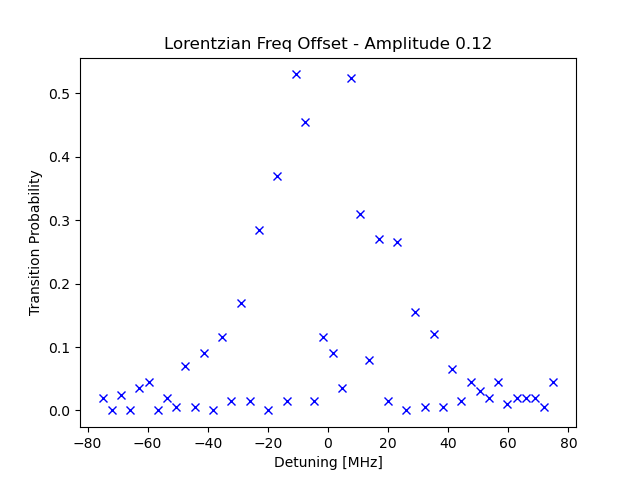 Lorentzian Freq Offset - Amplitude 0.12
Transition Probability
0.5
0.4
0.3
0.2
0.1
0.0
−80 −60 −40 −20 0 20 40 60 80
Detuning [MHz]